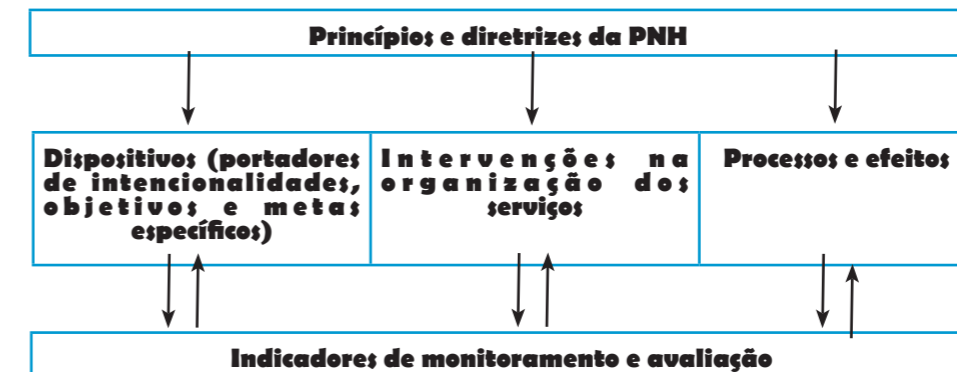 Princípios e diretrizes da PNH
Dispositivos (portadores
de intencionalidades,
objetivos e metas
específicos)
Intervenções na
organização dos
serviços
Processos e efeitos
Indicadores de monitoramento e avaliação